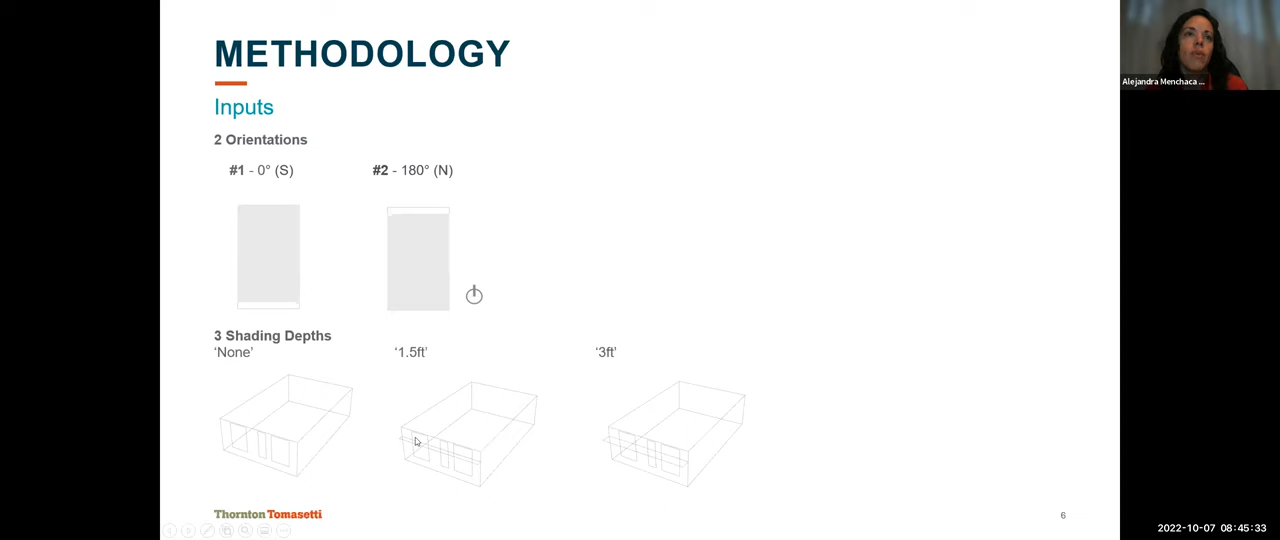 METHODOLOGY
Alejandra Menchaca ...
Inputs
2 Orientations
#1 - 0° (S)
#2 - 180° (N)
3 Shading Depths
‘None’
‘1.5ft’
‘3ft’
Thornton Tomasetti
6
2022-10-07 08:45:33